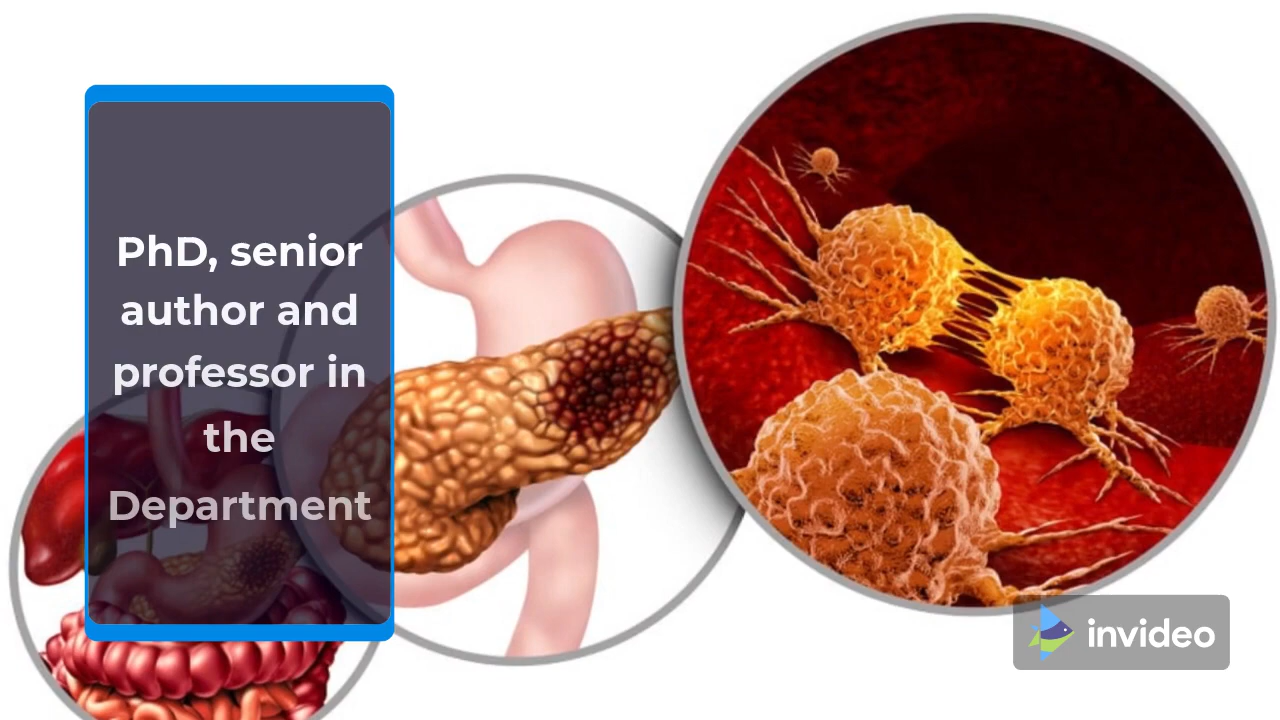 PhD, senior
author and
professor in
the
Department
invideo